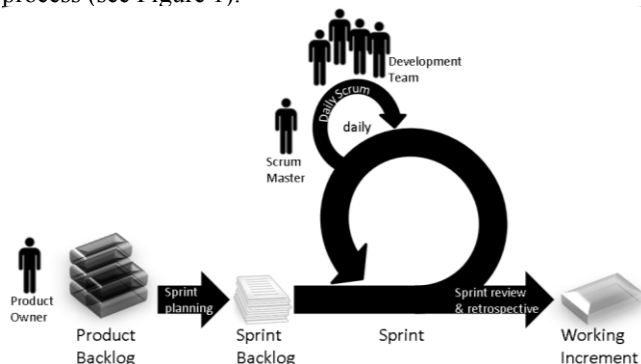 process (see Figure 1).
Development
Team
Daily Scrum
daily
Scrum
Master
Product
Owner
Sprint
planning
Sprint review
& retrospective
Product
Backlog
Sprint
Backlog
Sprint
Working
Increment